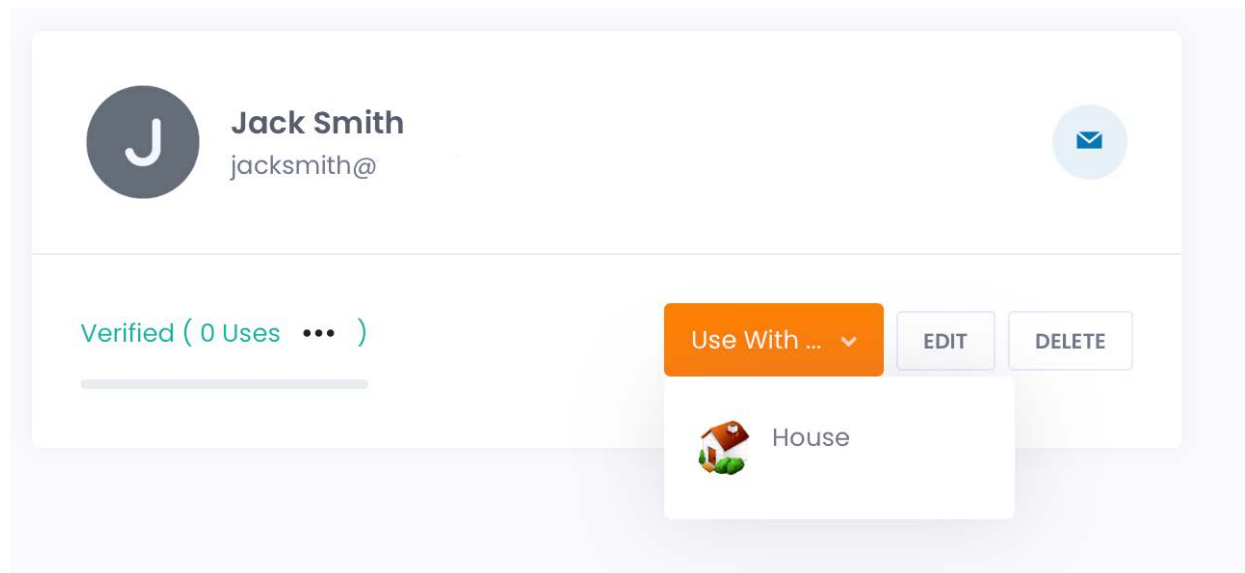 J
Jack Smith
jacksmith@
Verified ( 0 Uses ••• )
Use With ...
EDIT
DELETE
House